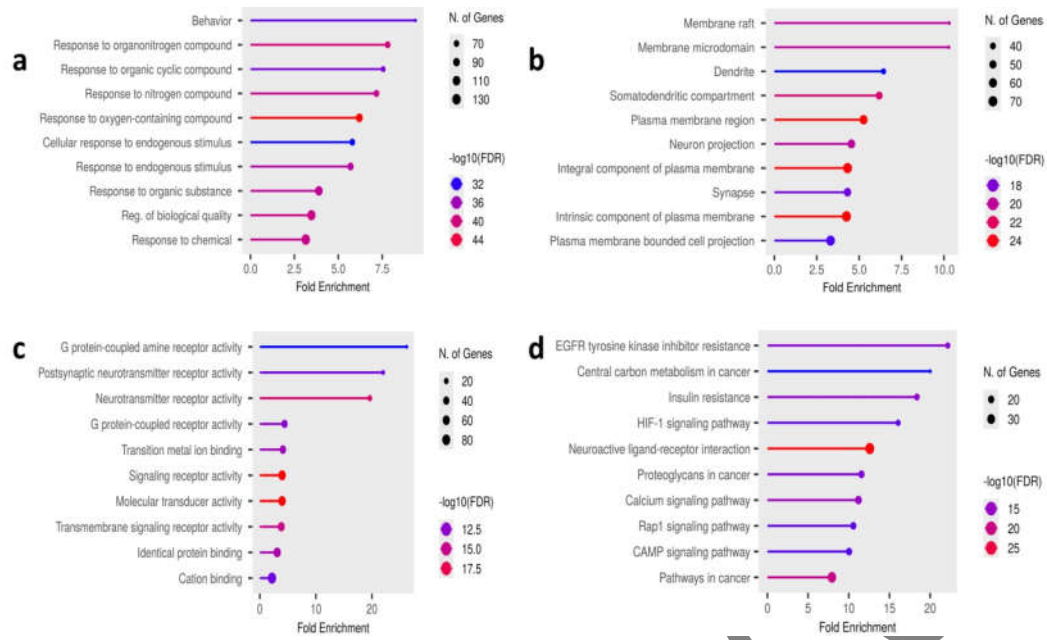 a
Behavior
Response to organonitrogen compound
Response to organic cyclic compound
Response to nitrogen compound
Response to oxygen-containing compound
Cellular response to endogenous stimulus
Response to endogenous stimulus
Response to organic substance
Reg. of biological quality
Response to chemical
0.0 2.5 5.0 7.5
Fold Enrichment
N. of Genes
70
90
110
130
-log10(FDR)
32
36
40
44
b
Membrane raft
Membrane microdomain
Dendrite
Somatodendritic compartment
Plasma membrane region
Neuron projection
Integral component of plasma membrane
Synapse
Intrinsic component of plasma membrane
Plasma membrane bounded cell projection
0.0 2.5 5.0 7.5 10.0
Fold Enrichment
N. of Genes
40
50
60
70
-log10(FDR)
18
20
22
24
c
G protein-coupled amine receptor activity
Postsynaptic neurotransmitter receptor activity
Neurotransmitter receptor activity
G protein-coupled receptor activity
Transition metal ion binding
Signaling receptor activity
Molecular transducer activity
Transmembrane signaling receptor activity
Identical protein binding
Cation binding
0 10 20
Fold Enrichment
N. of Genes
20
40
60
80
-log10(FDR)
12.5
15.0
17.5
d
EGFR tyrosine kinase inhibitor resistance
Central carbon metabolism in cancer
Insulin resistance
HIF-1 signaling pathway
Neuroactive ligand-receptor interaction
Proteoglycans in cancer
Calcium signaling pathway
Rap1 signaling pathway
CAMP signaling pathway
Pathways in cancer
0 5 10 15 20
Fold Enrichment
N. of Genes
20
30
-log10(FDR)
15
20
25